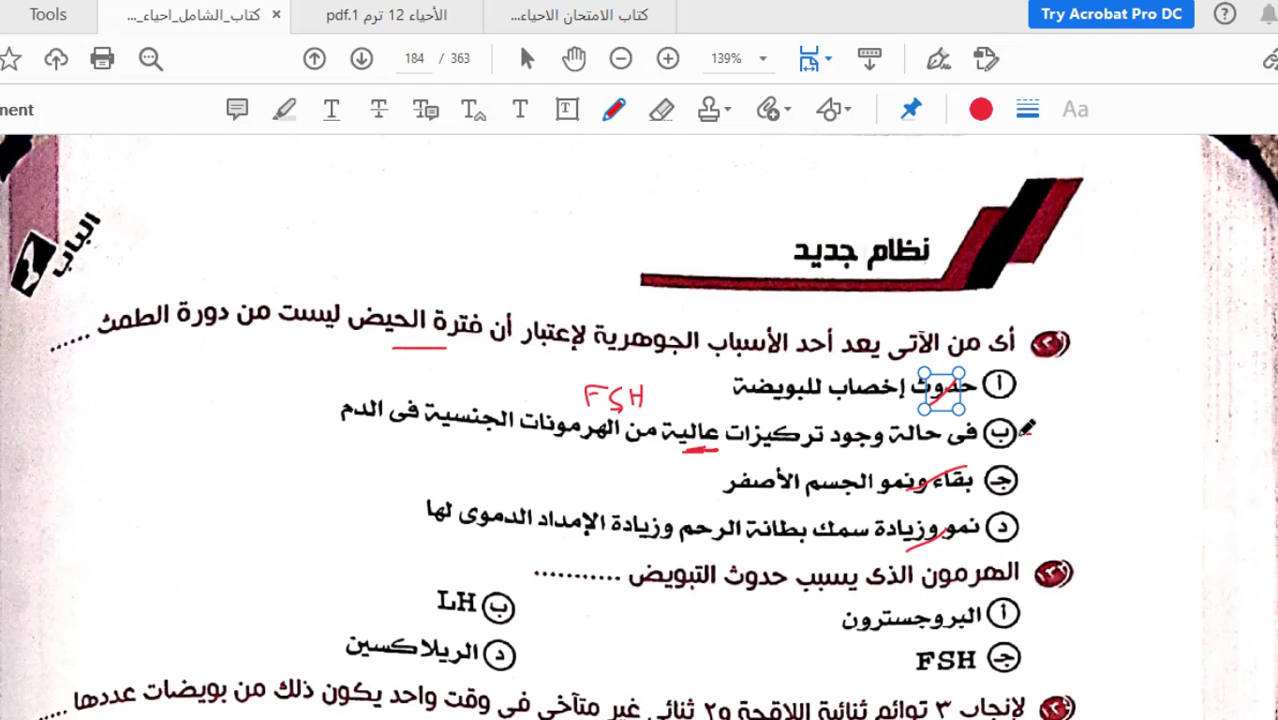 Tools
كتاب_الشامل_احياء_...
الأحياء 12 ترم 1.pdf
كتاب الامتحان الاحياء...
Try Acrobat Pro DC
184 / 363
139%
ment
Aa
الباب
نظام جديد
أى من الآتى يعد أحد الأسباب الجوهرية لإعتبار أن فترة الحيض ليست من دورة الطمث ......
أ حدوث إخصاب للبويضة
FSH
ب فى حالة وجود تركيزات عالية من الهرمونات الجنسية فى الدم
جـ بقاء ونمو الجسم الأصفر
د نمو وزيادة سمك بطانة الرحم وزيادة الإمداد الدموى لها
الهرمون الذى يسبب حدوث التبويض ...........
أ البروجسترون
ب LH
جـ FSH
د الريلاكسين
لإنجاب ٣ توائم ثنائية اللاقحة و٢ ثنائى غير متآخى فى وقت واحد يكون ذلك من بويضات عددها .....